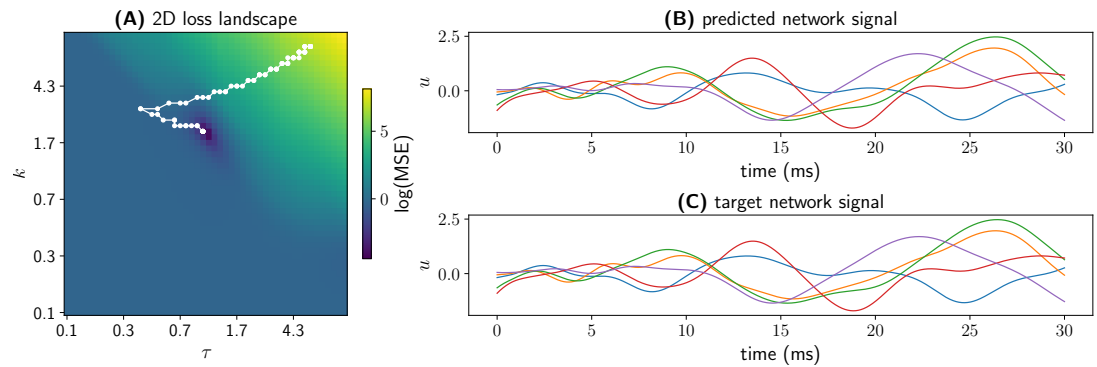 (A) 2D loss landscape
k
4.3
1.7
0.7
0.3
0.1
0.1 0.3 0.7 1.7 4.3
τ
5
0
log(MSE)
(B) predicted network signal
u
2.5
0.0
0 5 10 15 20 25 30
time (ms)
(C) target network signal
u
2.5
0.0
0 5 10 15 20 25 30
time (ms)